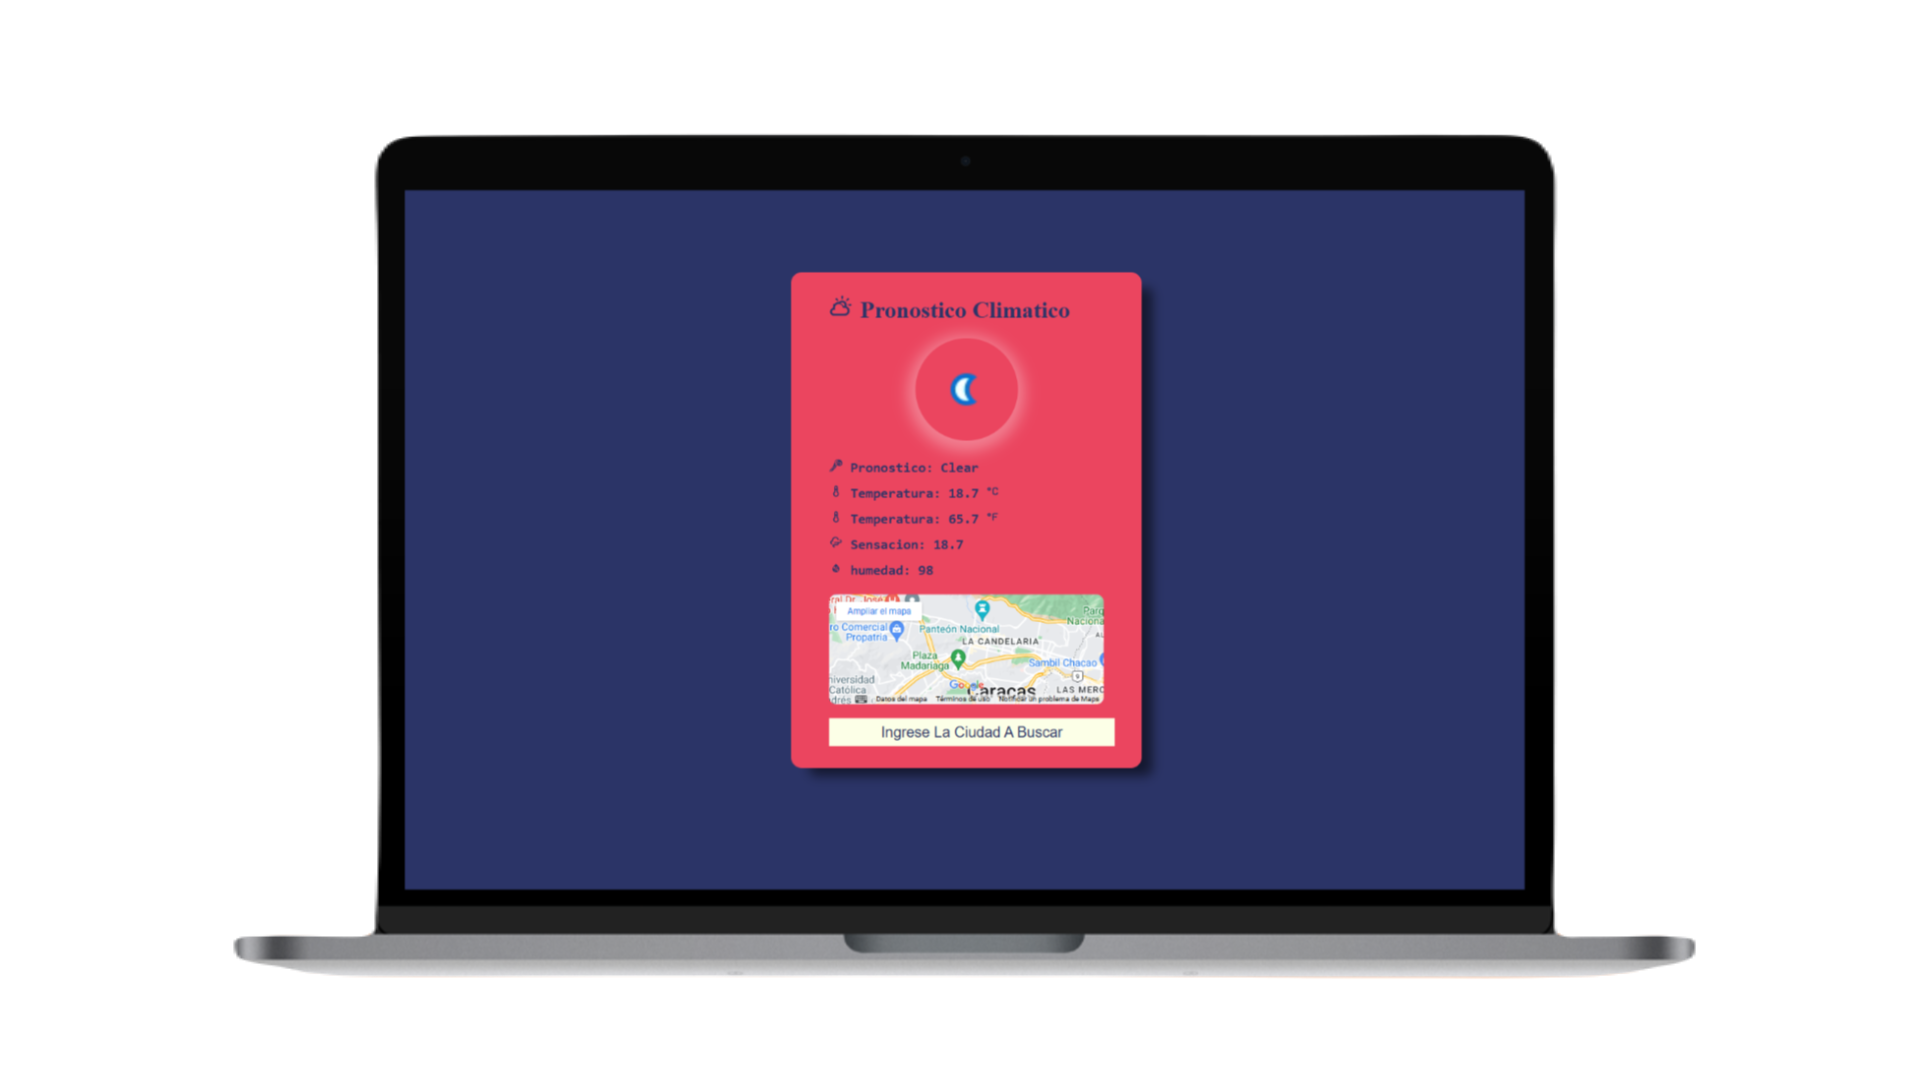 Pronostico Climatico
Pronostico: Clear
Temperatura: 18.7 °C
Temperatura: 65.7 °F
Sensacion: 18.7
humedad: 98
Ampliar el mapa
ro Comercial
Propatria
Panteón Nacional
LA CANDELARIA
Parq
Naciona
Plaza
Madariaga
Sambil Chacao
9
niversidad
Católica
drés
Caracas
LAS MERC
Datos del mapa
Términos de uso
Notificar un problema de Maps
Ingrese La Ciudad A Buscar